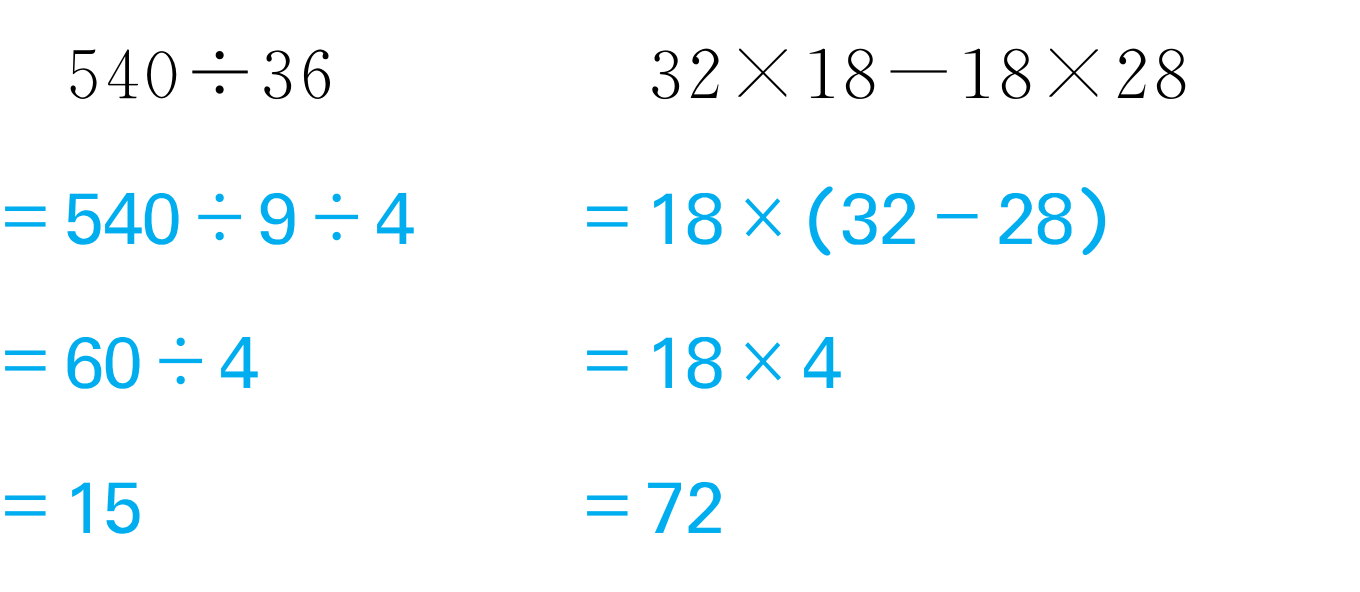 540÷36
= 540 ÷ 9 ÷ 4
= 60 ÷ 4
= 15
32×18−18×28
= 18 × (32 − 28)
= 18 × 4
= 72